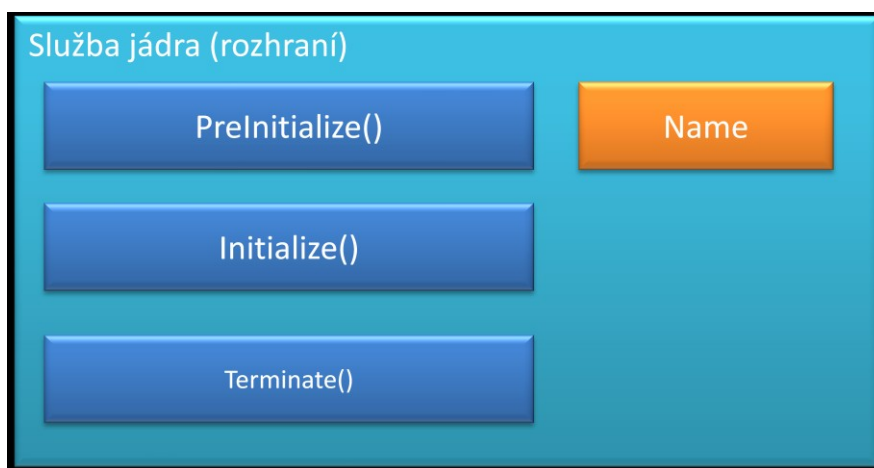 Služba jádra (rozhraní)
PreInitialize()
Name
Initialize()
Terminate()